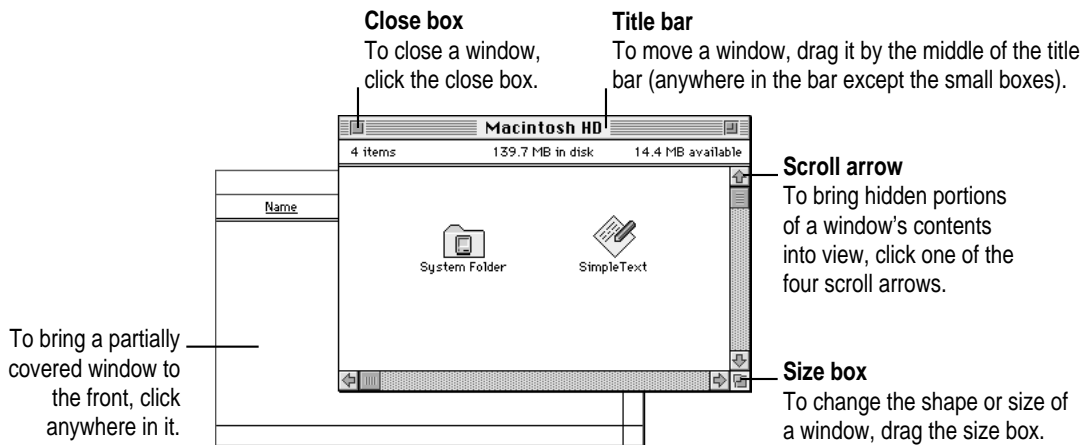 Close box
To close a window,
click the close box.
Title bar
To move a window, drag it by the middle of the title
bar (anywhere in the bar except the small boxes).
Macintosh HD
4 items 139.7 MB in disk 14.4 MB available
Name
System Folder SimpleText
Scroll arrow
To bring hidden portions
of a window’s contents
into view, click one of the
four scroll arrows.
To bring a partially
covered window to
the front, click
anywhere in it.
Size box
To change the shape or size of
a window, drag the size box.